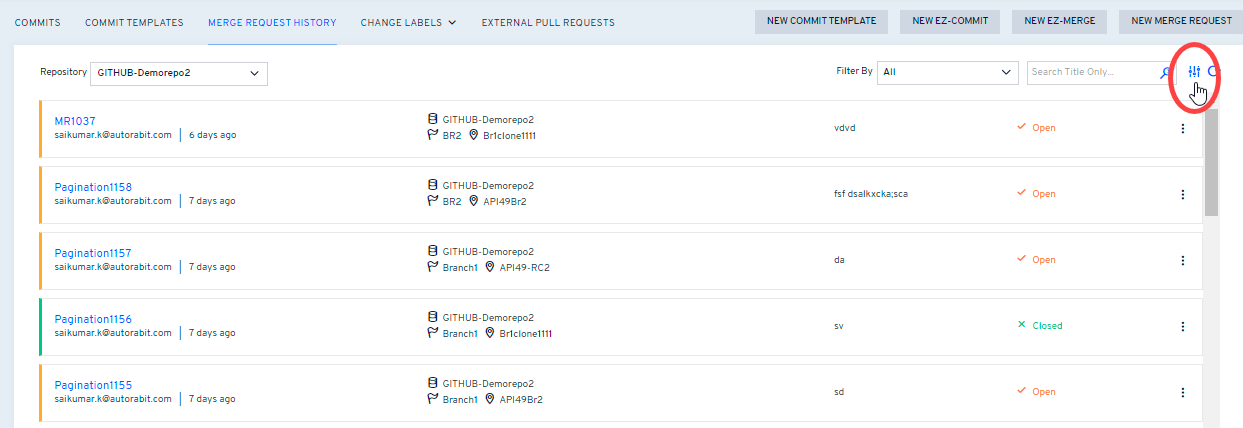 COMMITS COMMIT TEMPLATES MERGE REQUEST HISTORY CHANGE LABELS EXTERNAL PULL REQUESTS NEW COMMIT TEMPLATE NEW EZ-COMMIT NEW EZ-MERGE NEW MERGE REQUEST
Repository GITHUB-Demorepo2 Filter By All Search Title Only...
MR1037 GITHUB-Demorepo2
saikumar.k@autorabit.com 6 days ago BR2 Br1clone1111 vdvd Open
Pagination1158 GITHUB-Demorepo2
saikumar.k@autorabit.com 7 days ago BR2 API49Br2 fsf dsalkxcka;sca Open
Pagination1157 GITHUB-Demorepo2
saikumar.k@autorabit.com 7 days ago Branch1 API49-RC2 da Open
Pagination1156 GITHUB-Demorepo2
saikumar.k@autorabit.com 7 days ago Branch1 Br1clone1111 sv Closed
Pagination1155 GITHUB-Demorepo2
saikumar.k@autorabit.com 7 days ago Branch1 API49Br2 sd Open